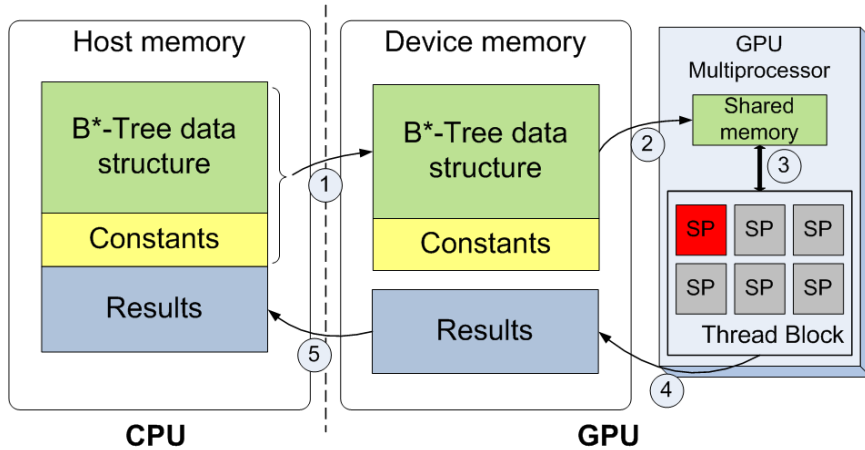 Host memory
B*-Tree data
structure
Constants
Results
CPU
1
5
Device memory
B*-Tree data
structure
Constants
Results
GPU
2
4
GPU
Multiprocessor
Shared
memory
3
SP SP SP
SP SP SP
Thread Block